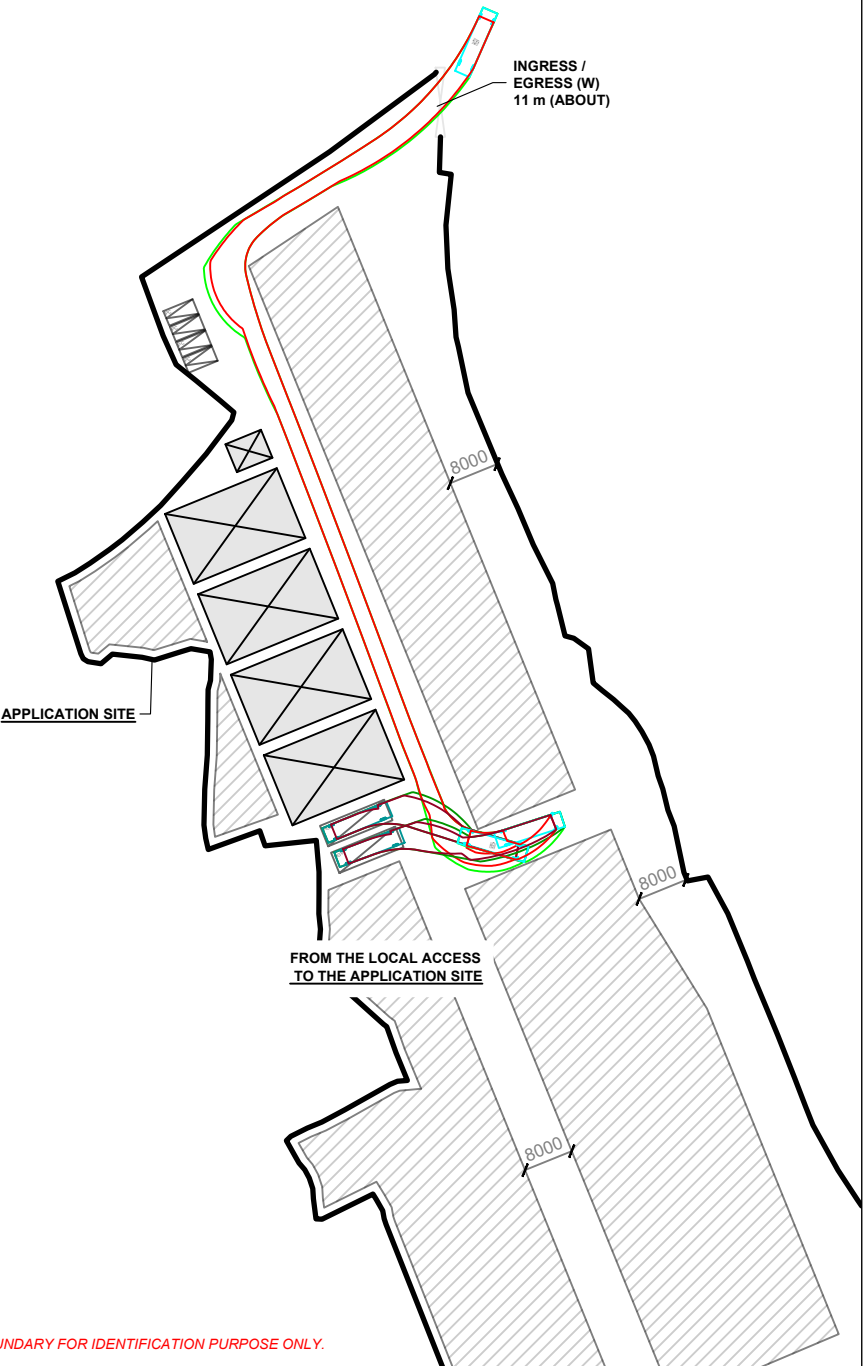 INGRESS /
EGRESS (W)
11 m (ABOUT)
8000
APPLICATION SITE
8000
FROM THE LOCAL ACCESS
TO THE APPLICATION SITE
8000
UNDARY FOR IDENTIFICATION PURPOSE ONLY.